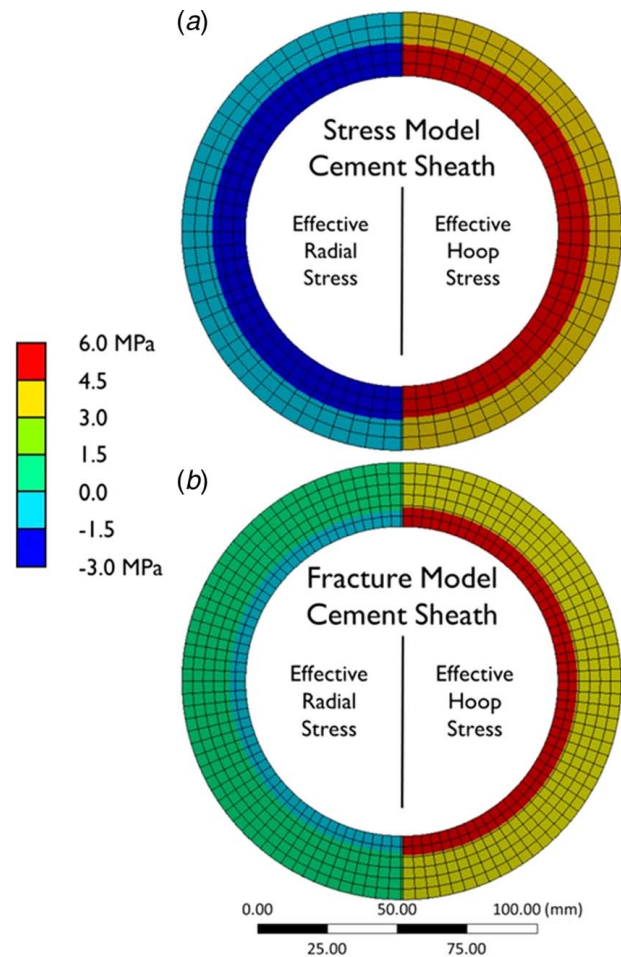 (a)
Stress Model
Cement Sheath
Effective Radial Stress
Effective Hoop Stress
6.0 MPa
4.5
3.0
1.5
0.0
-1.5
-3.0 MPa
(b)
Fracture Model
Cement Sheath
Effective Radial Stress
Effective Hoop Stress
0.00 50.00 100.00 (mm)
25.00 75.00